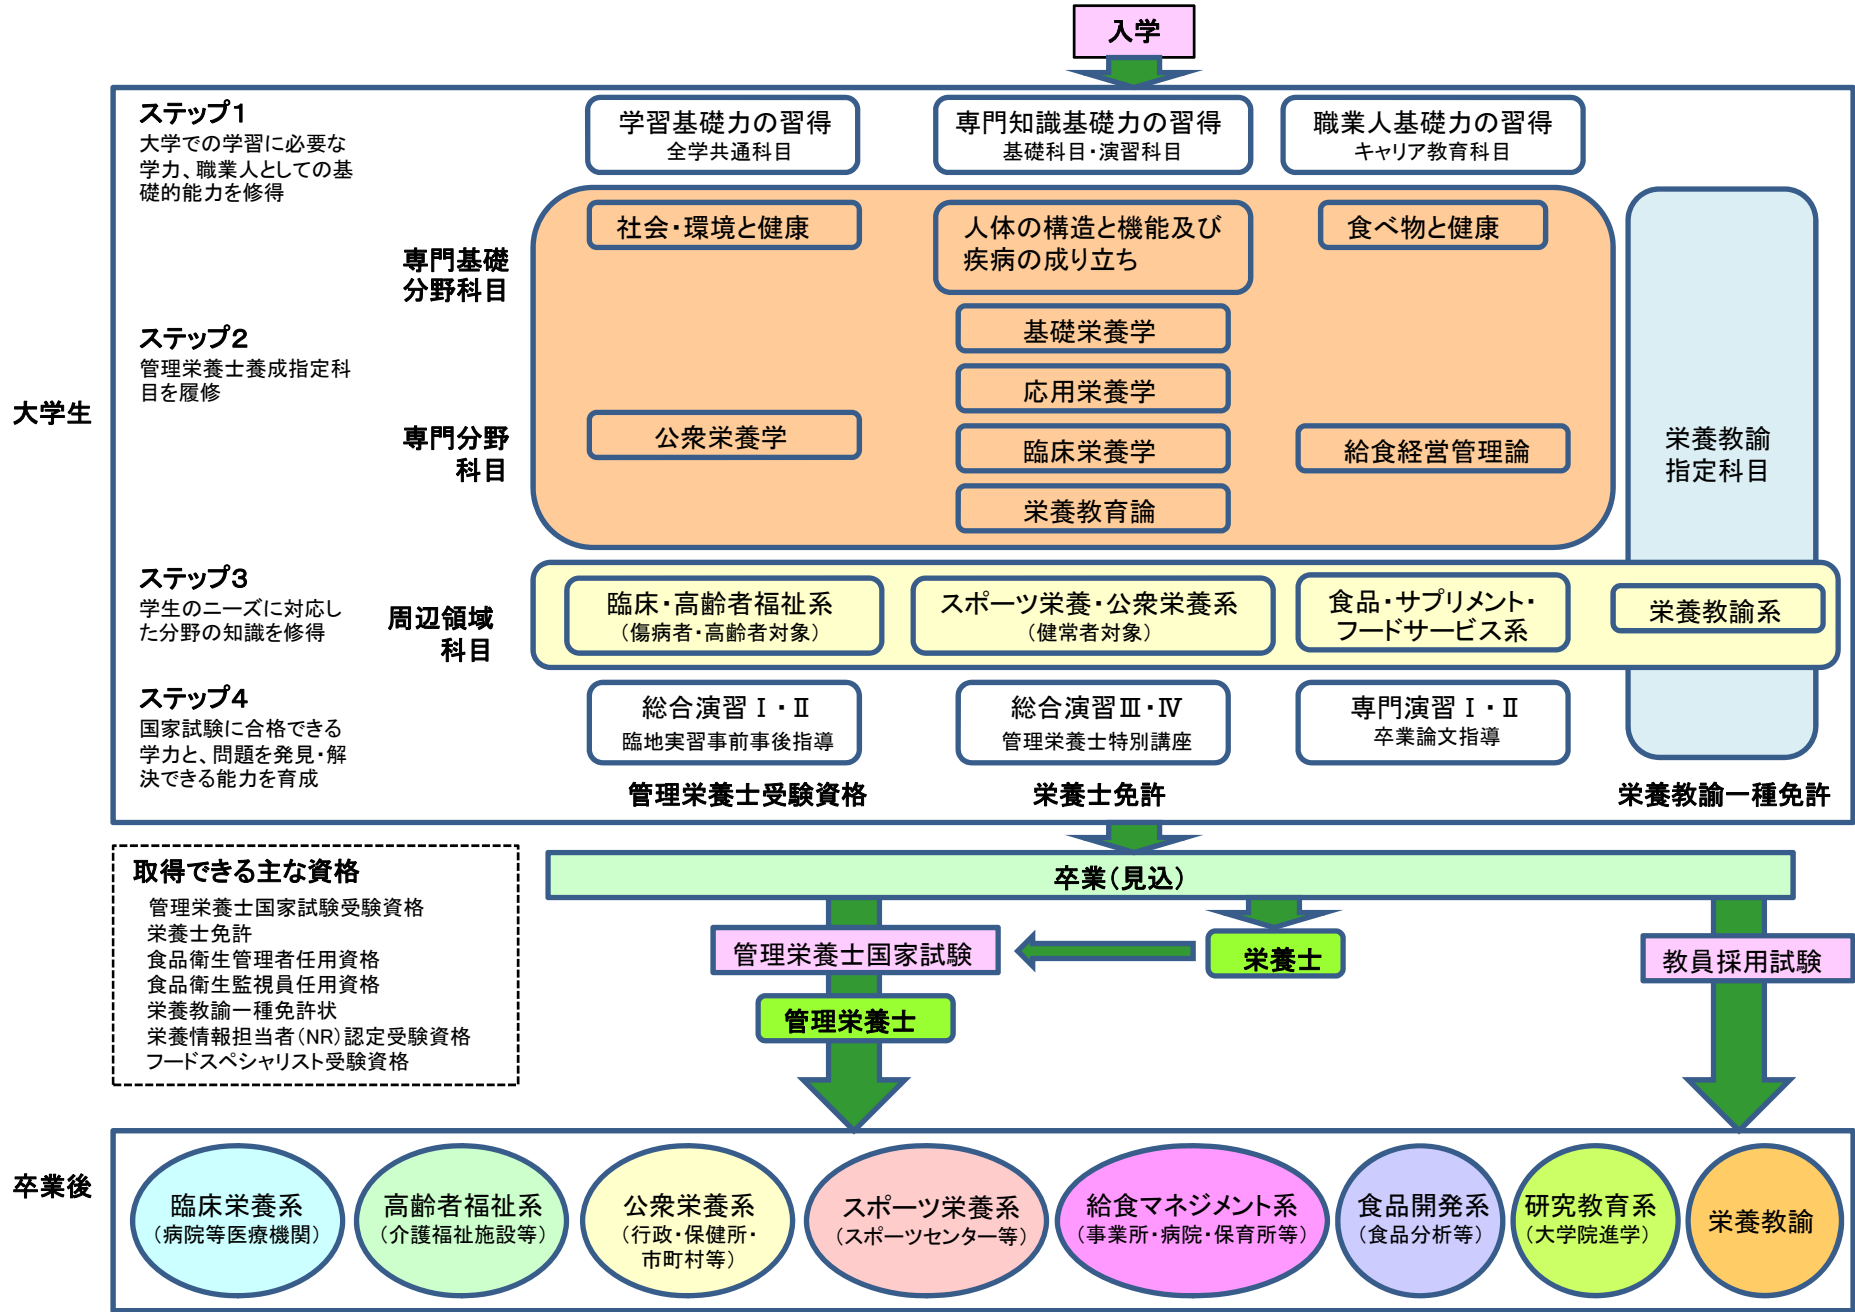 入学
ステップ1
大学での学習に必要な
学力、職業人としての基
礎的能力を修得
学習基礎力の習得
全学共通科目
専門知識基礎力の習得
基礎科目・演習科目
職業人基礎力の習得
キャリア教育科目
専門基礎
分野科目
社会・環境と健康
人体の構造と機能及び
疾病の成り立ち
食べ物と健康
大学生
ステップ2
管理栄養士養成指定科
目を履修
基礎栄養学
応用栄養学
専門分野
科目
公衆栄養学
臨床栄養学
給食経営管理論
栄養教育論
栄養教諭
指定科目
ステップ3
学生のニーズに対応し
た分野の知識を修得
周辺領域
科目
臨床・高齢者福祉系
(傷病者・高齢者対象)
スポーツ栄養・公衆栄養系
(健常者対象)
食品・サプリメント・
フードサービス系
栄養教諭系
ステップ4
国家試験に合格できる
学力と、問題を発見・解
決できる能力を育成
総合演習Ⅰ・Ⅱ
臨地実習事前事後指導
総合演習Ⅲ・Ⅳ
管理栄養士特別講座
専門演習Ⅰ・Ⅱ
卒業論文指導
管理栄養士受験資格
栄養士免許
栄養教諭一種免許
取得できる主な資格
管理栄養士国家試験受験資格
栄養士免許
食品衛生管理者任用資格
食品衛生監視員任用資格
栄養教諭一種免許状
栄養情報担当者(NR)認定受験資格
フードスペシャリスト受験資格
卒業(見込)
管理栄養士国家試験
栄養士
教員採用試験
管理栄養士
卒業後
臨床栄養系
(病院等医療機関)
高齢者福祉系
(介護福祉施設等)
公衆栄養系
(行政・保健所・
市町村等)
スポーツ栄養系
(スポーツセンター等)
給食マネジメント系
(事業所・病院・保育所等)
食品開発系
(食品分析等)
研究教育系
(大学院進学)
栄養教諭